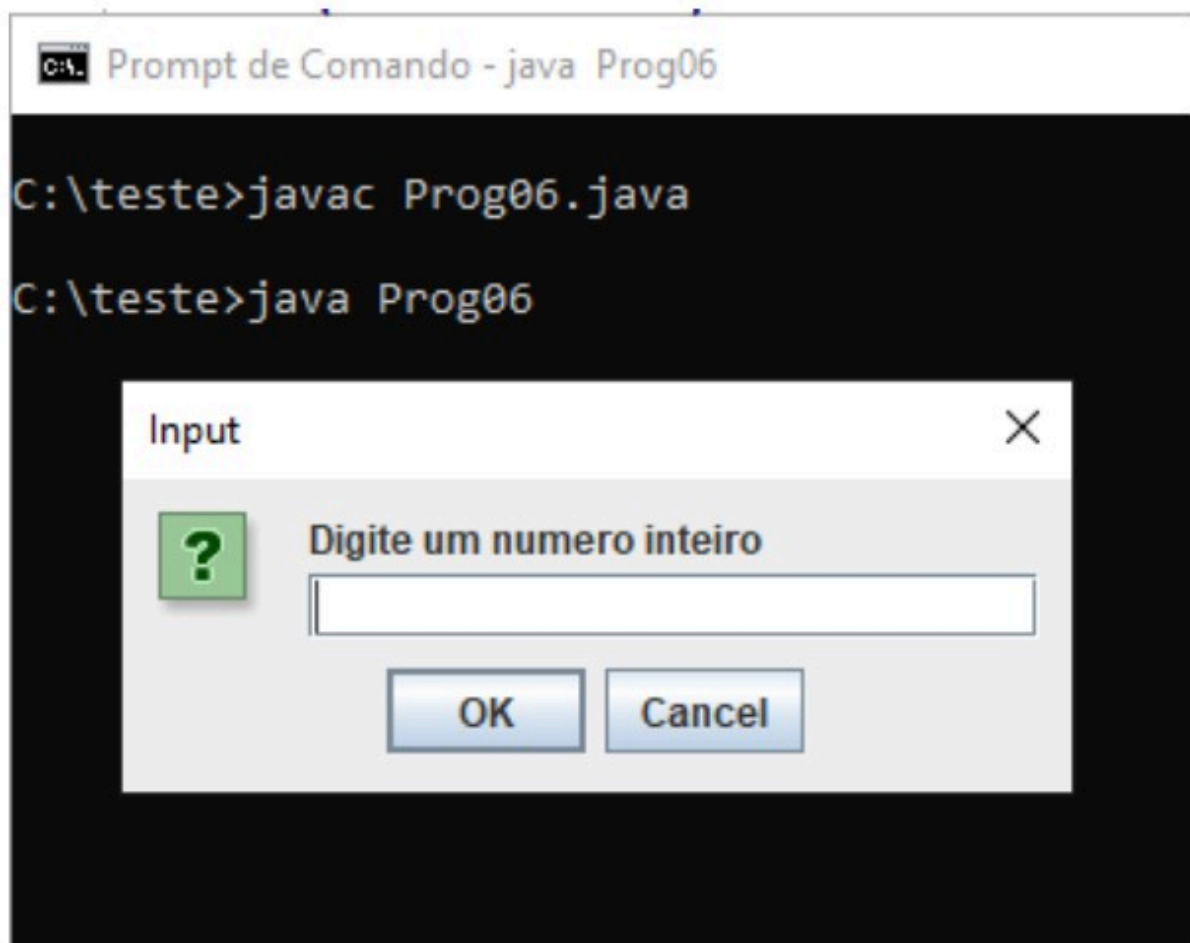 C:\. Prompt de Comando - java Prog06
C:\teste>javac Prog06.java
C:\teste>java Prog06
Input
?
Digite um numero inteiro
OK
Cancel